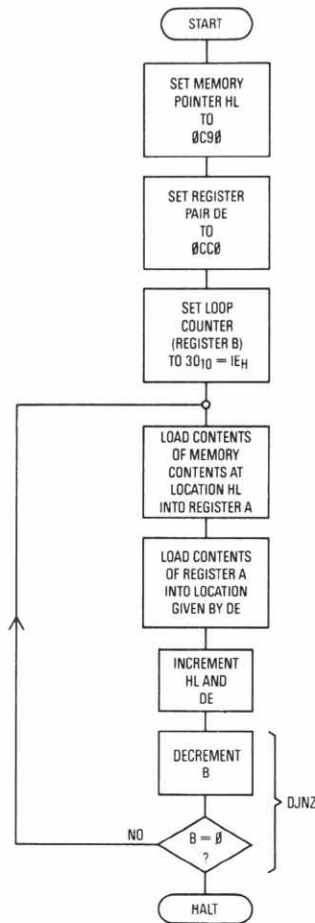 START
SET MEMORY
POINTER HL
TO
ØC9Ø
SET REGISTER
PAIR DE
TO
ØCCØ
SET LOOP
COUNTER
(REGISTER B)
TO 30₁₀ = IE_H
LOAD CONTENTS
OF MEMORY
CONTENTS AT
LOCATION HL
INTO REGISTER A
LOAD CONTENTS
OF REGISTER A
INTO LOCATION
GIVEN BY DE
INCREMENT
HL AND
DE
DECREMENT
B
DJNZ
NO
B = Ø
?
HALT